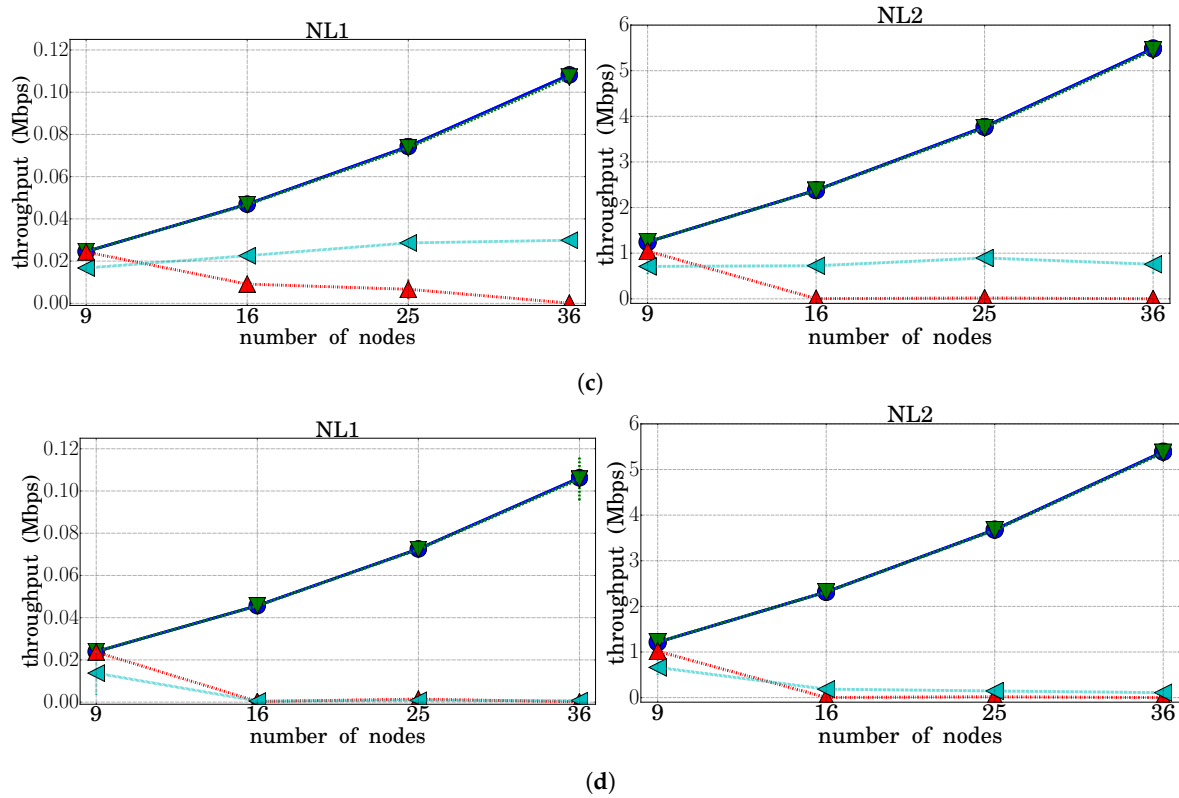 NL1
0.12
0.10
0.08
0.06
0.04
0.02
0.00
throughput (Mbps)
9 16 25 36
number of nodes
NL2
6
5
4
3
2
1
0
throughput (Mbps)
9 16 25 36
number of nodes
(c)
NL1
0.12
0.10
0.08
0.06
0.04
0.02
0.00
throughput (Mbps)
9 16 25 36
number of nodes
NL2
6
5
4
3
2
1
0
throughput (Mbps)
9 16 25 36
number of nodes
(d)